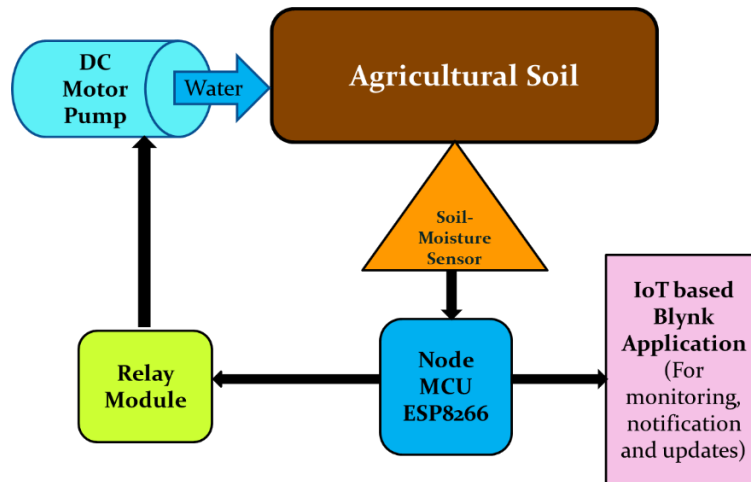 DC
Motor
Pump
Water
Agricultural Soil
Soil-
Moisture
Sensor
IoT based
Blynk
Application
(For
monitoring,
notification
and updates)
Relay
Module
Node
MCU
ESP8266